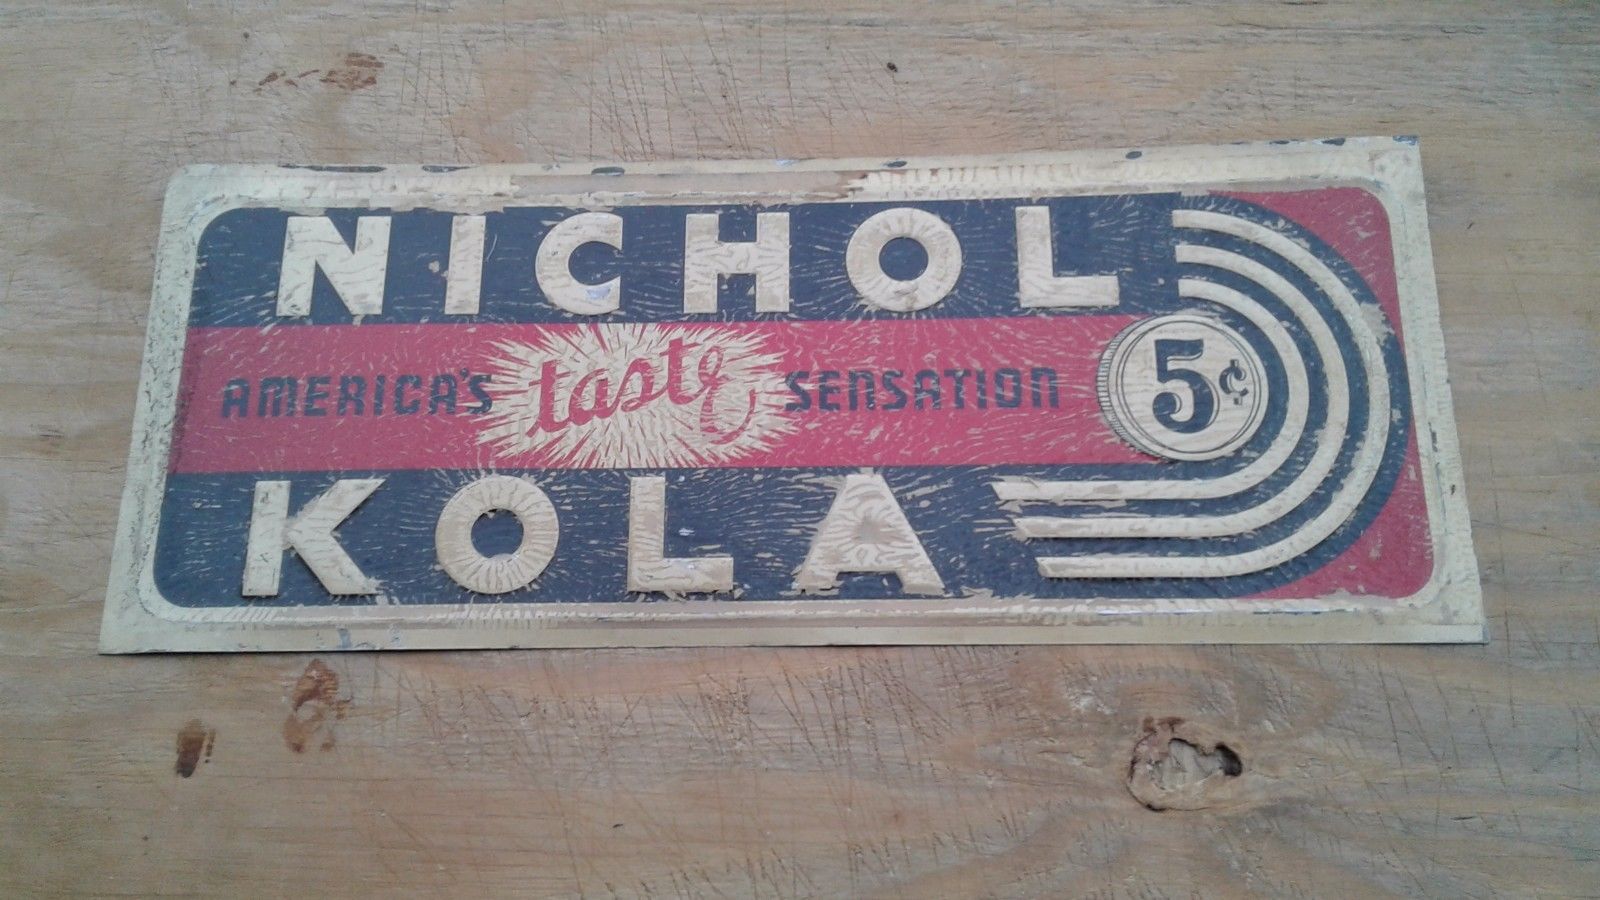 NICHOL
AMERICA'S taste SENSATION 5¢
KOLA